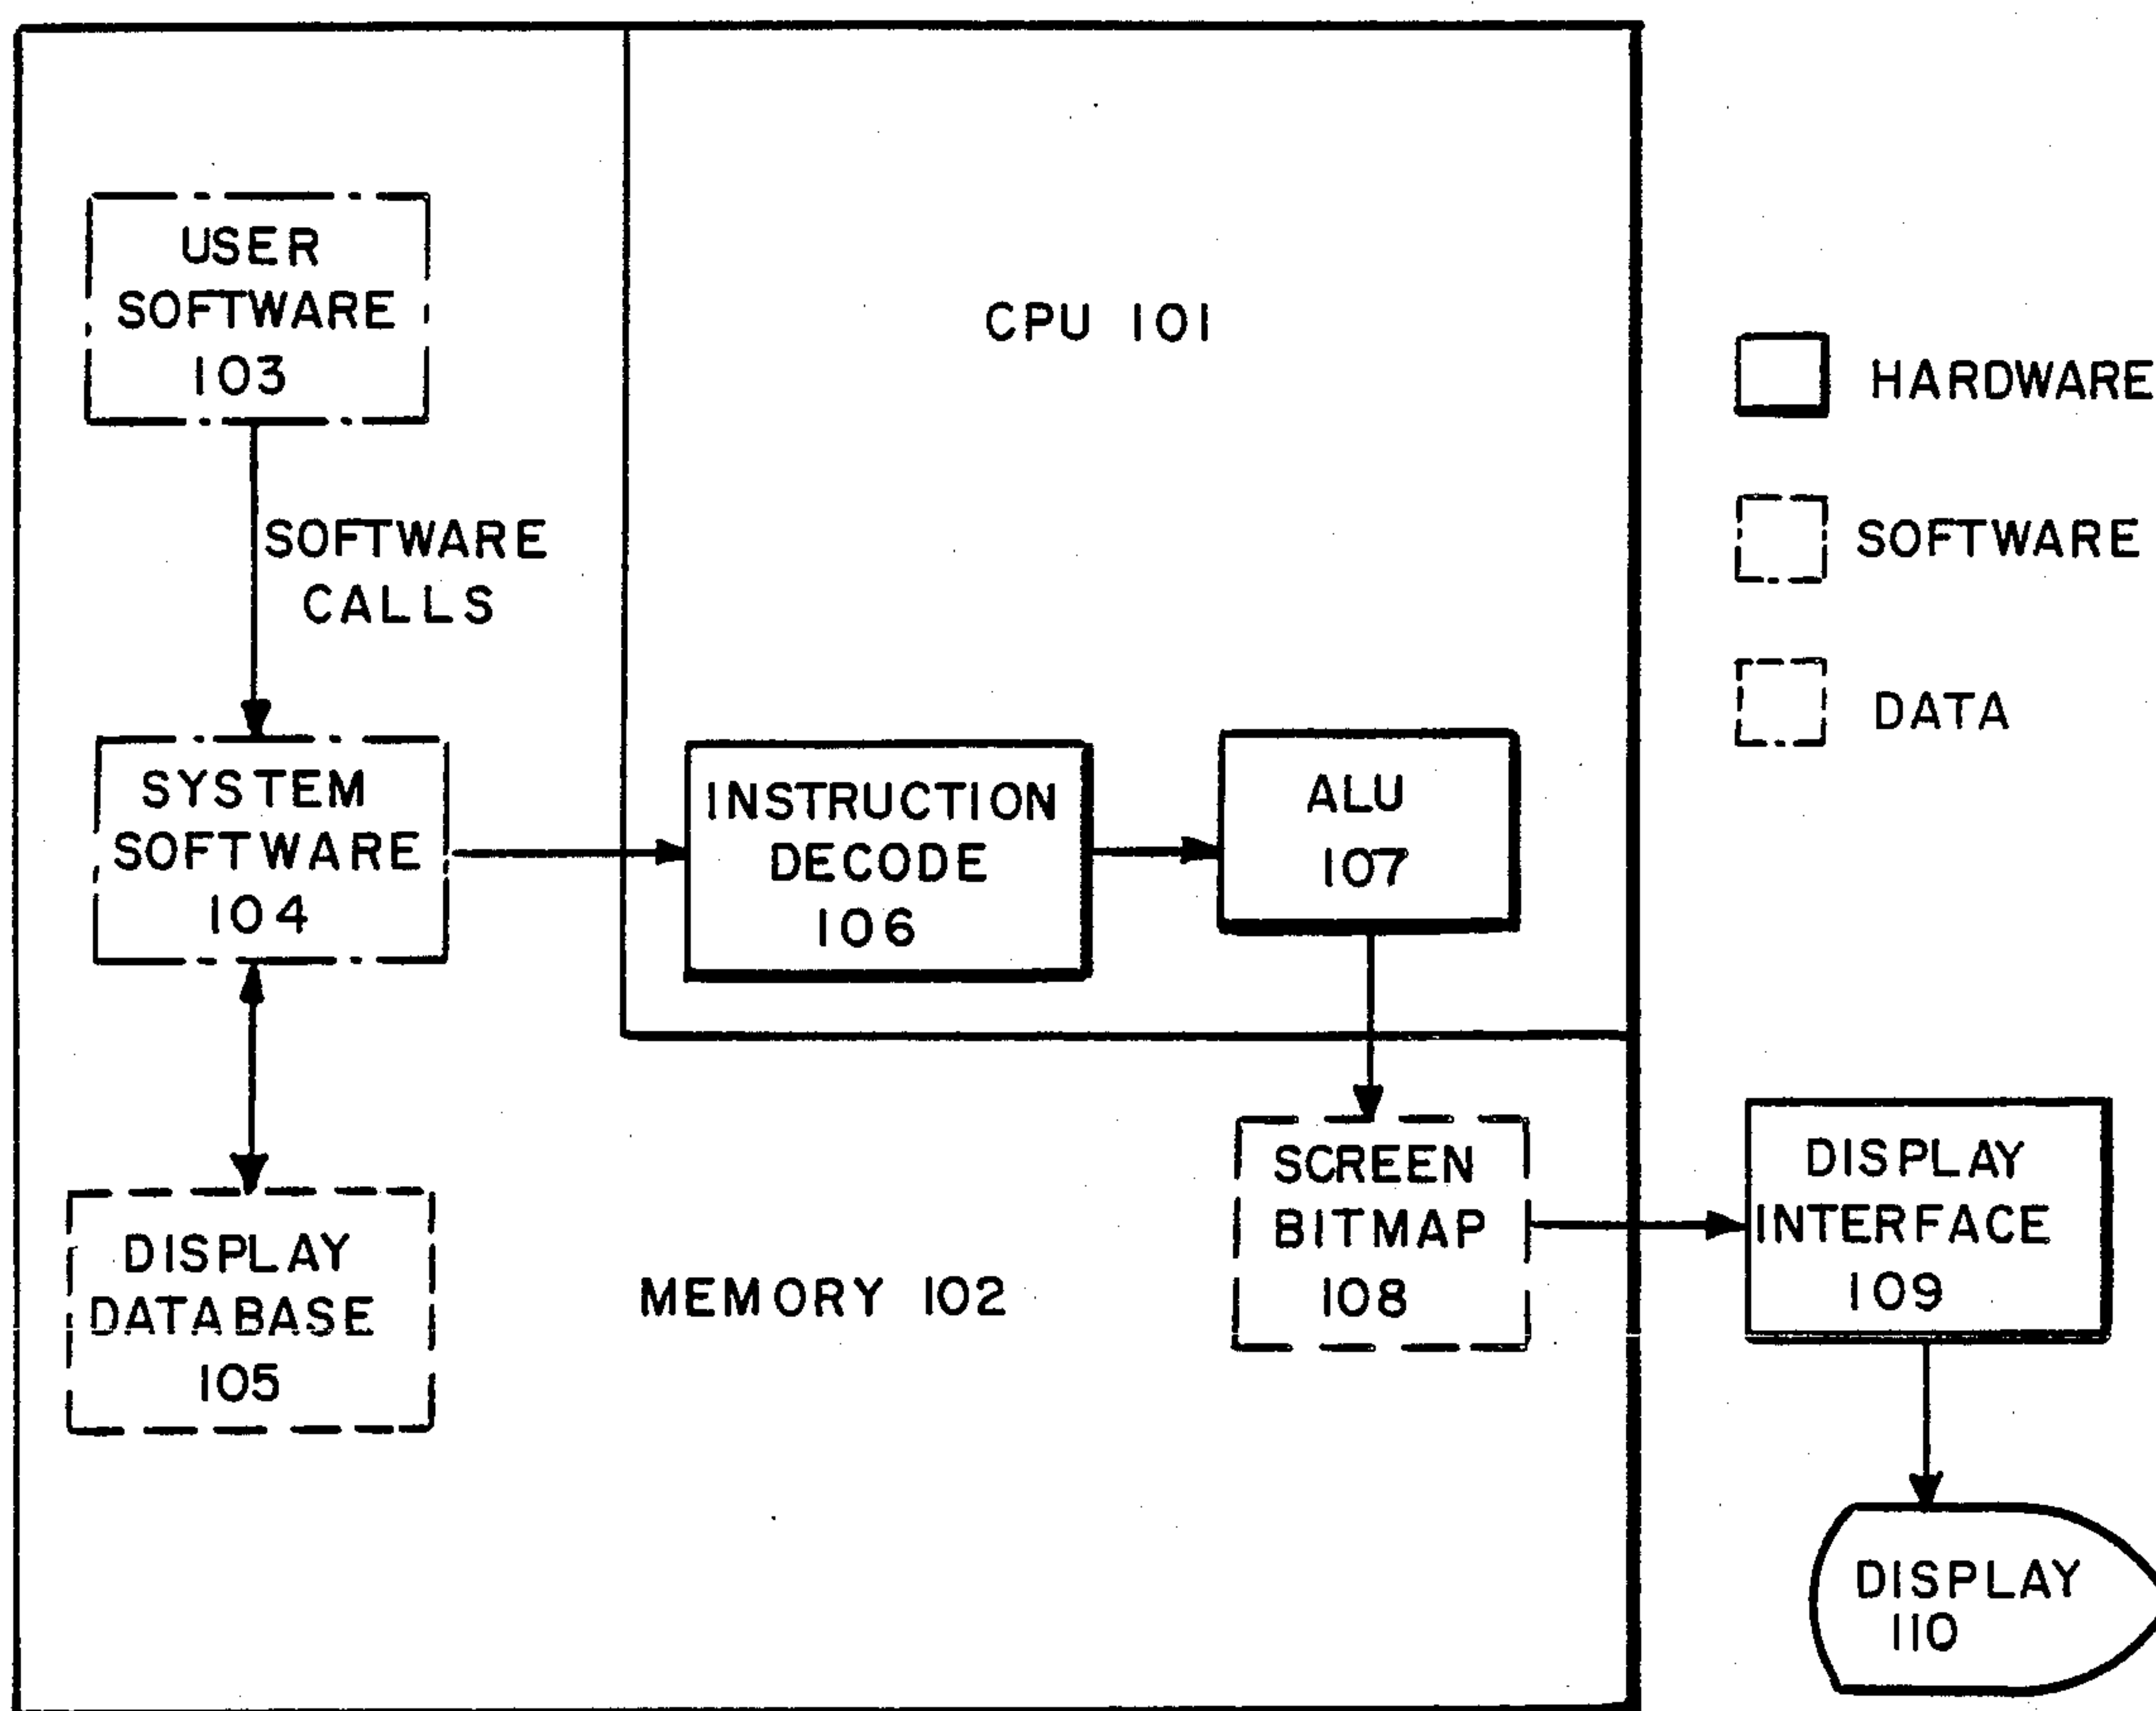 USER
SOFTWARE
103
CPU 101
HARDWARE
SOFTWARE
CALLS
SOFTWARE
DATA
SYSTEM
SOFTWARE
104
INSTRUCTION
DECODE
106
ALU
107
SCREEN
BITMAP
108
DISPLAY
INTERFACE
109
DISPLAY
DATABASE
105
MEMORY 102
DISPLAY
110